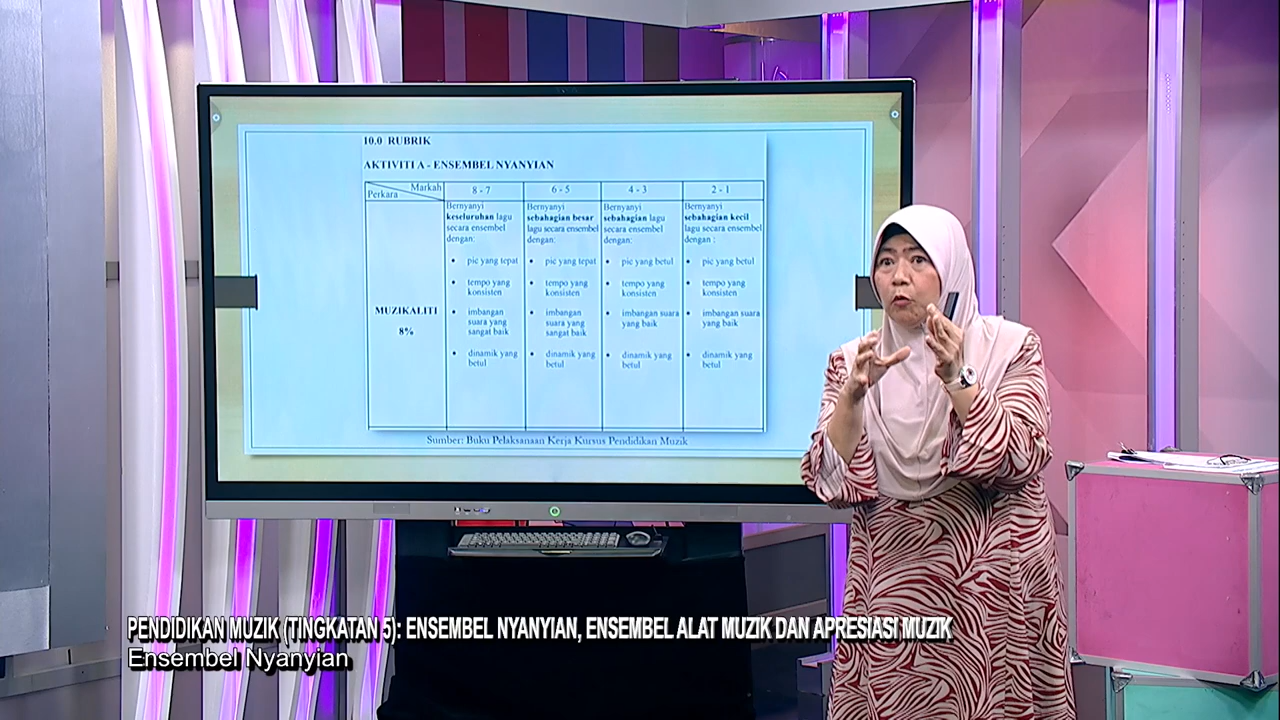 10.0 RUBRIK
AKTIVITI A - ENSEMBEL NYANYIAN
Markah
Perkara
8 - 7
6 - 5
4 - 3
2 - 1
MUZIKALITI
8%
Bernyanyi
keseluruhan lagu
secara ensembel
dengan:
• pic yang tepat
• tempo yang
konsisten
• imbangan
suara yang
sangat baik
• dinamik yang
betul
Bernyanyi
sebahagian besar
lagu secara ensembel
dengan:
• pic yang tepat
• tempo yang
konsisten
• imbangan
suara yang
sangat baik
• dinamik yang
betul
Bernyanyi
sebahagian lagu
secara ensembel
dengan:
• pic yang betul
• tempo yang
konsisten
• imbangan suara
yang baik
• dinamik yang
betul
Bernyanyi
sebahagian kecil
lagu secara ensembel
dengan :
• pic yang betul
• tempo yang
konsisten
• imbangan suara
yang baik
• dinamik yang
betul
Sumber: Buku Pelaksanaan Kerja Kursus Pendidikan Muzik
PENDIDIKAN MUZIK (TINGKATAN 5): ENSEMBEL NYANYIAN, ENSEMBEL ALAT MUZIK DAN APRESIASI MUZIK
Ensembel Nyanyian